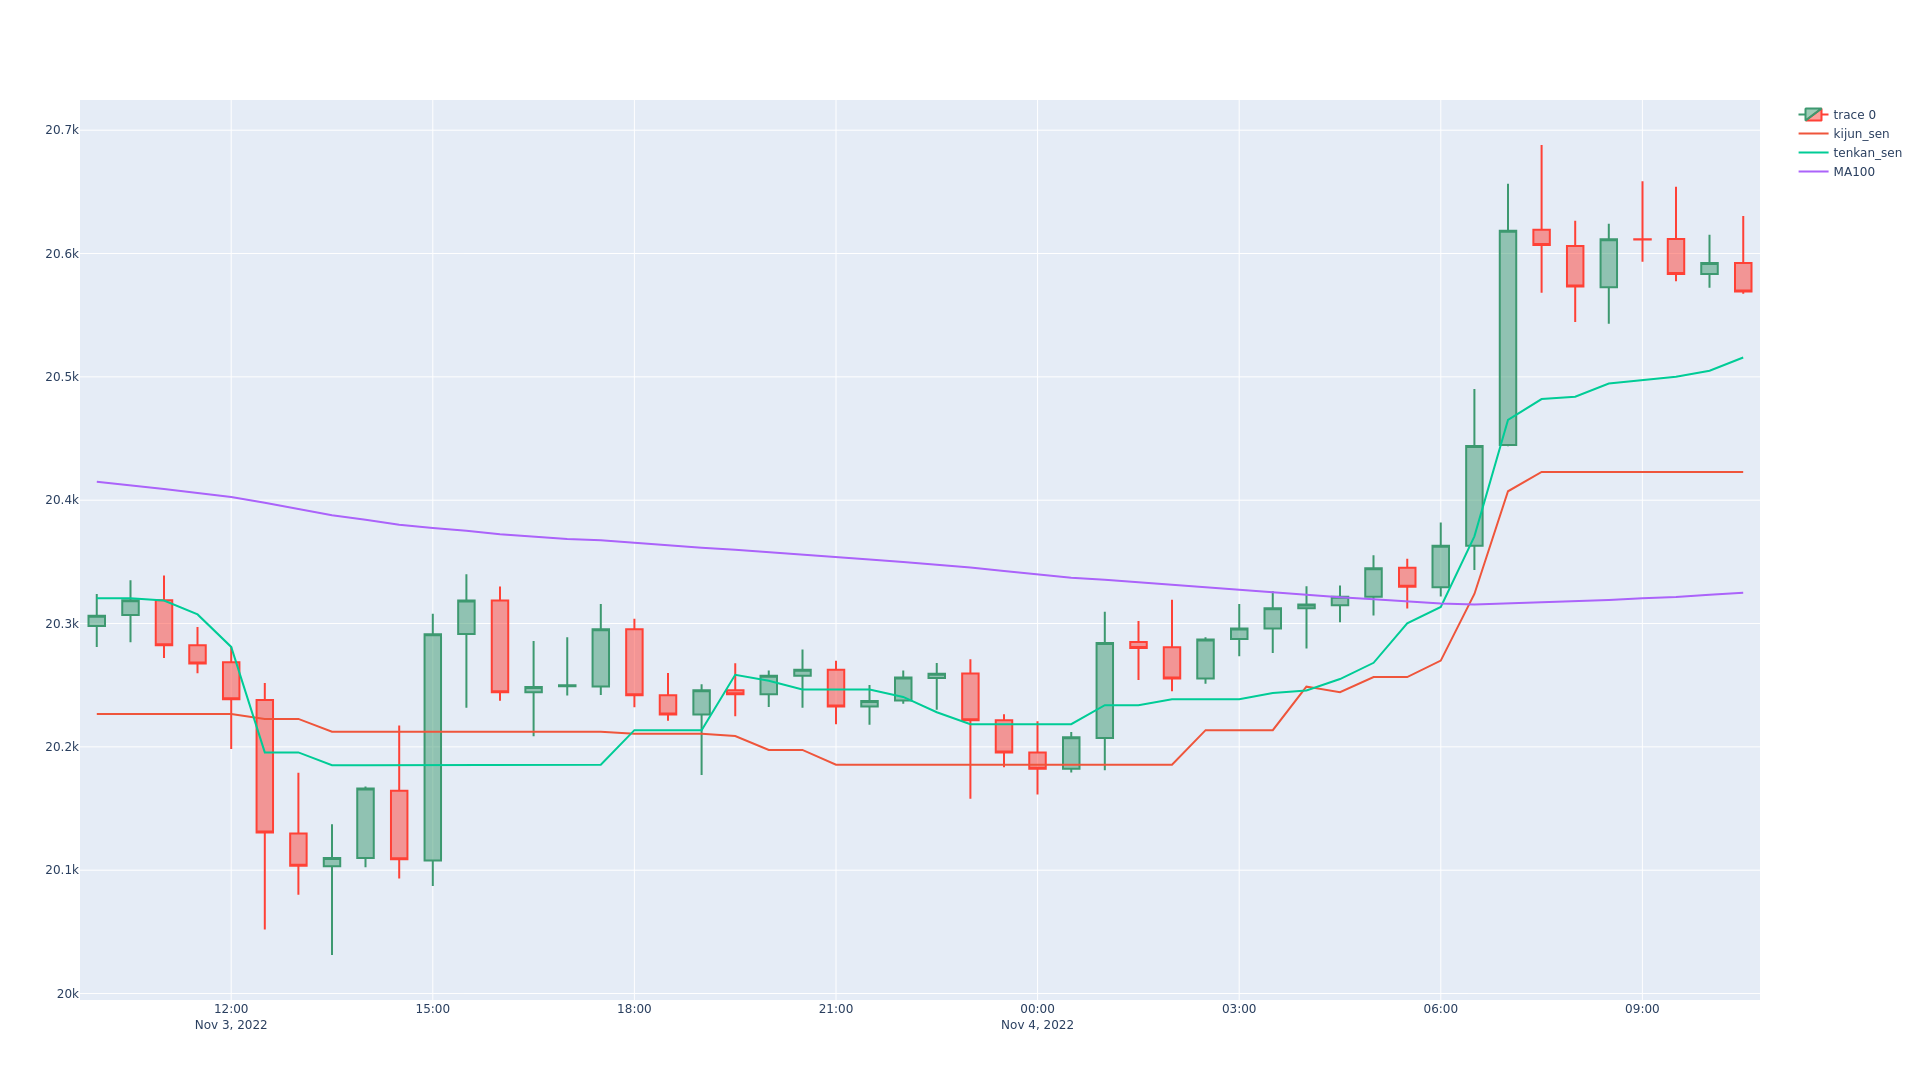 20.7k
20.6k
20.5k
20.4k
20.3k
20.2k
20.1k
20k
12:00
Nov 3, 2022
15:00
18:00
21:00
00:00
Nov 4, 2022
03:00
06:00
09:00
trace 0
kijun_sen
tenkan_sen
MA100